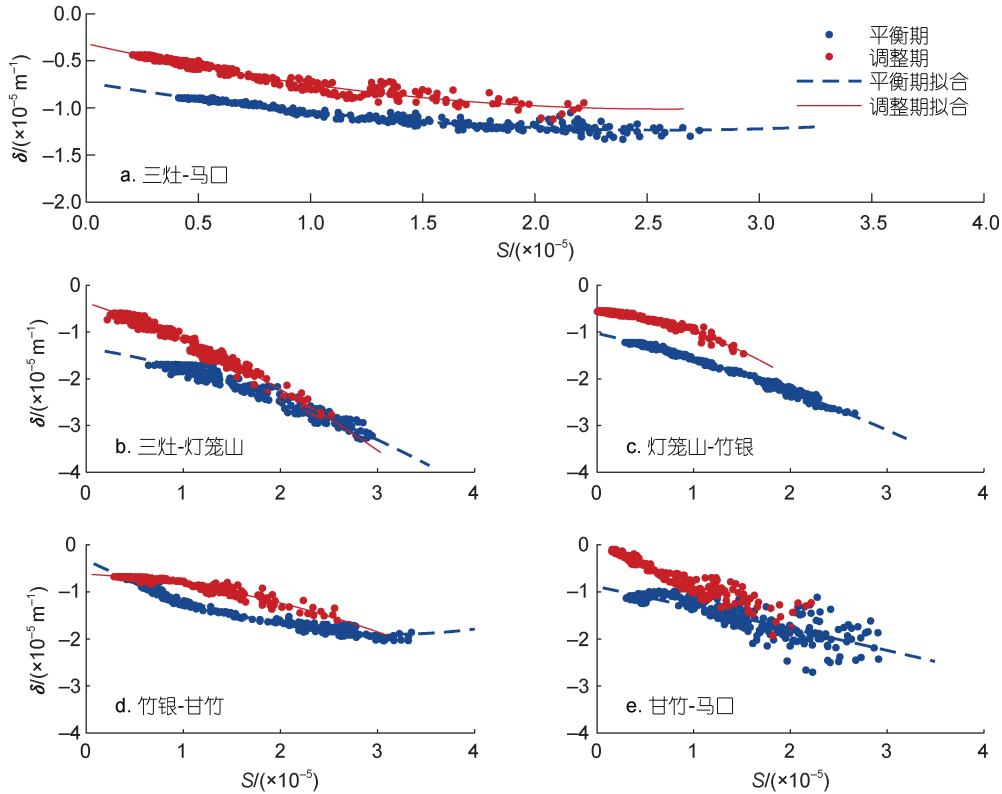 0.0
−0.5
−1.0
−1.5
−2.0
δ/(×10⁻⁵ m⁻¹)
平衡期
调整期
平衡期拟合
调整期拟合
a. 三灶-马口
0.0 0.5 1.0 1.5 2.0 2.5 3.0 3.5 4.0
S/(×10⁻⁵)
0
−1
−2
−3
−4
δ/(×10⁻⁵ m⁻¹)
b. 三灶-灯笼山
0 1 2 3 4
0
−1
−2
−3
−4
c. 灯笼山-竹银
0 1 2 3 4
0
−1
−2
−3
−4
δ/(×10⁻⁵ m⁻¹)
d. 竹银-甘竹
0 1 2 3 4
S/(×10⁻⁵)
0
−1
−2
−3
−4
e. 甘竹-马口
0 1 2 3 4
S/(×10⁻⁵)